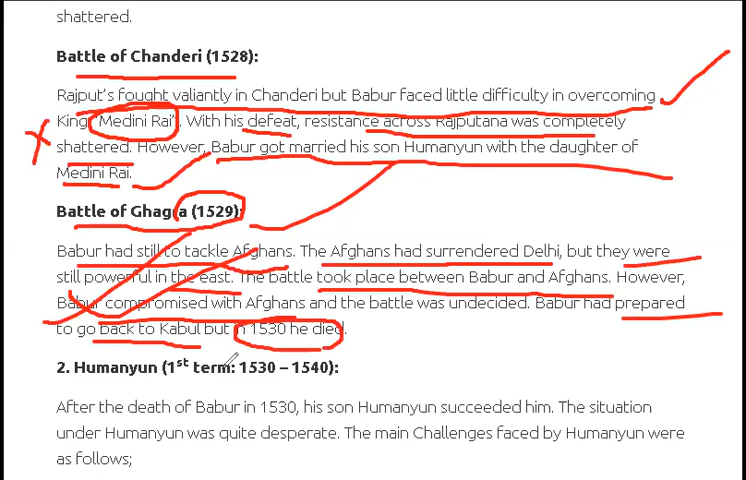 shattered.
Battle of Chanderi (1528):
Rajput's fought valiantly in Chanderi but Babur faced little difficulty in overcoming
King 'Medini Rai'. With his defeat, resistance across Rajputana was completely
shattered. However, Babur got married his son Humanyun with the daughter of
Medini Rai.
Battle of Ghagra (1529):
Babur had still to tackle Afghans. The Afghans had surrendered Delhi, but they were
still powerful in the east. The battle took place between Babur and Afghans. However,
Babur compromised with Afghans and the battle was undecided. Babur had prepared
to go back to Kabul but 1530 he died.
2. Humanyun (1st term: 1530 – 1540):
After the death of Babur in 1530, his son Humanyun succeeded him. The situation
under Humanyun was quite desperate. The main Challenges faced by Humanyun were
as follows;